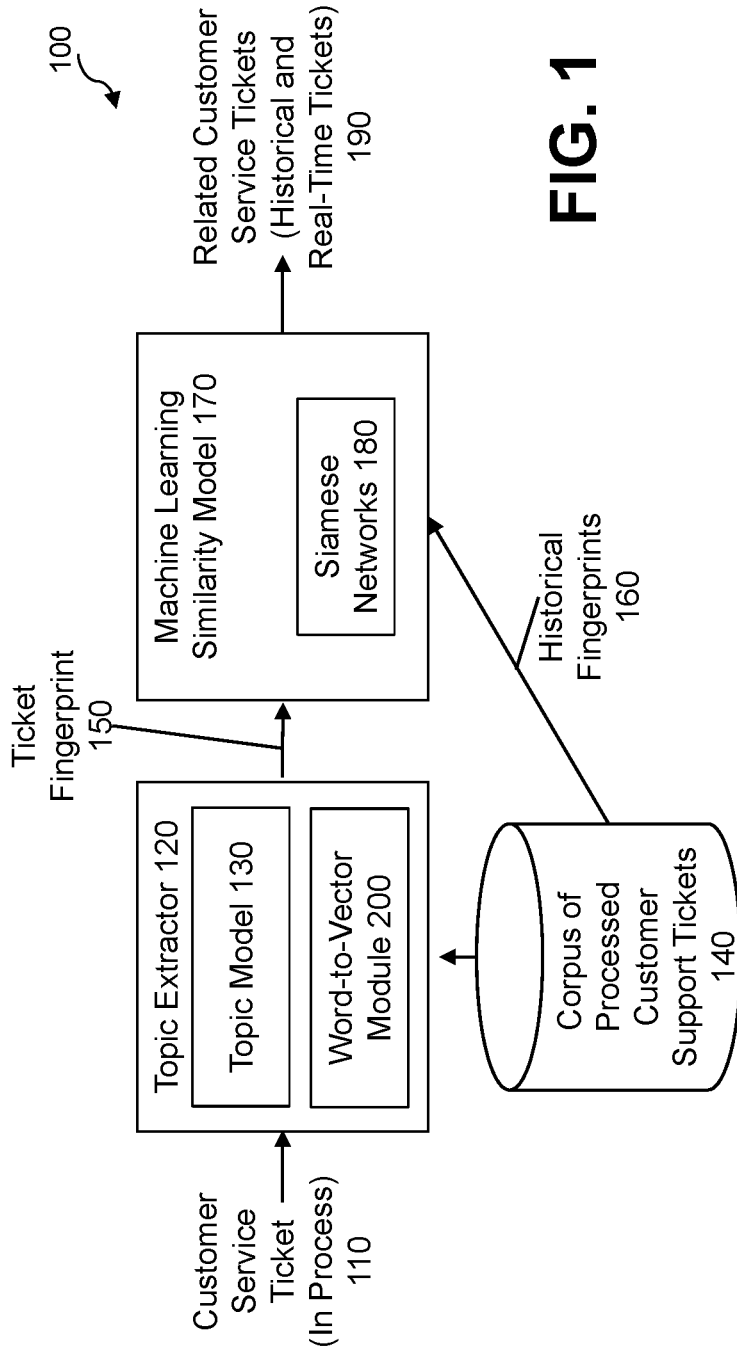 100
Customer
Service
Ticket
(In Process)
110
Topic Extractor 120
Topic Model 130
Word-to-Vector
Module 200
Ticket
Fingerprint
150
Machine Learning
Similarity Model 170
Siamese
Networks 180
Related Customer
Service Tickets
(Historical and
Real-Time Tickets)
190
Corpus of
Processed
Customer
Support Tickets
140
Historical
Fingerprints
160
FIG. 1